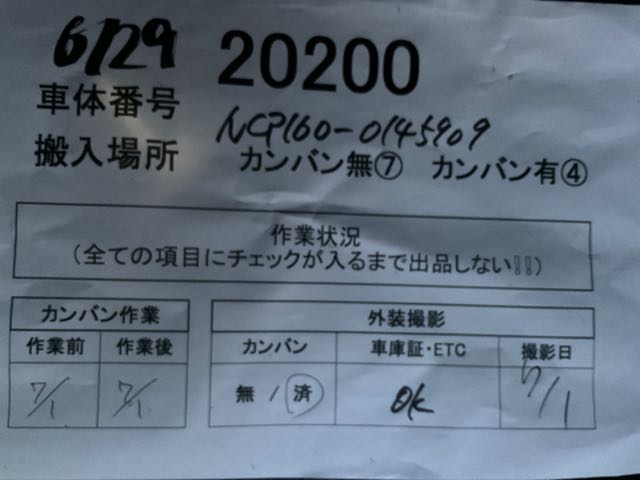 6/29 20200
車体番号 NCP160-0145909
搬入場所 カンバン無⑦ カンバン有④
作業状況
(全ての項目にチェックが入るまで出品しない!!)
カンバン作業 外装撮影
作業前 作業後 カンバン 車庫証・ETC 撮影日
7/1 7/1 無 / 済 OK 7/1